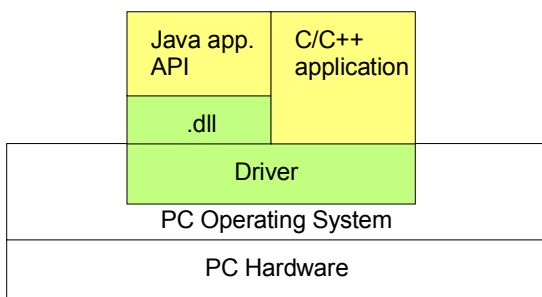 Java app.
API
C/C++
application
.dll
Driver
PC Operating System
PC Hardware